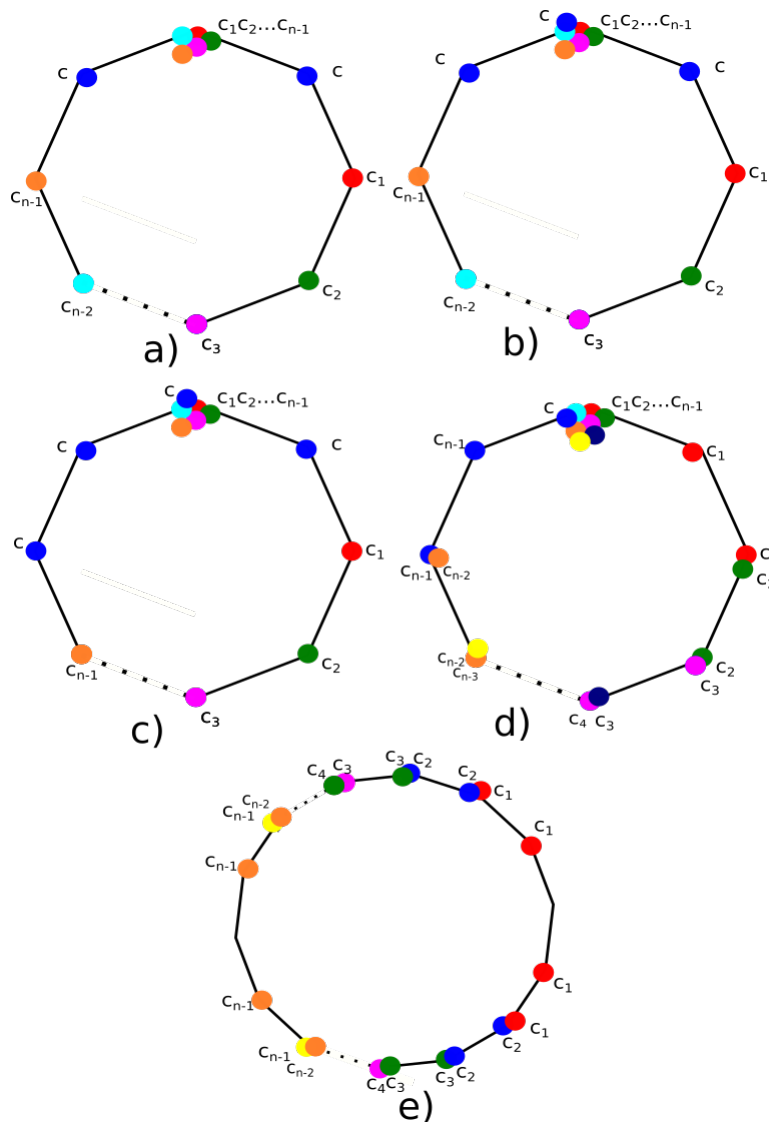 C₁C₂...Cₙ₋₁
C C
Cₙ₋₁ C₁
Cₙ₋₂ C₂
C₃
a)
C C₁C₂...Cₙ₋₁
C C
Cₙ₋₁ C₁
Cₙ₋₂ C₂
C₃
b)
C C₁C₂...Cₙ₋₁
C C
C C₁
Cₙ₋₁ C₂
C₃
c)
C C₁C₂...Cₙ₋₁
Cₙ₋₁ C₁
Cₙ₋₁ Cₙ₋₂
Cₙ₋₂ C₂
Cₙ₋₃ C₃
C₄ C₃
d)
C₄ C₃ C₃ C₂
Cₙ₋₂ C₂ C₁
Cₙ₋₁ C₁
Cₙ₋₁
Cₙ₋₁ C₁
Cₙ₋₁ C₂ C₁
Cₙ₋₂ C₃ C₂
C₄ C₃
e)